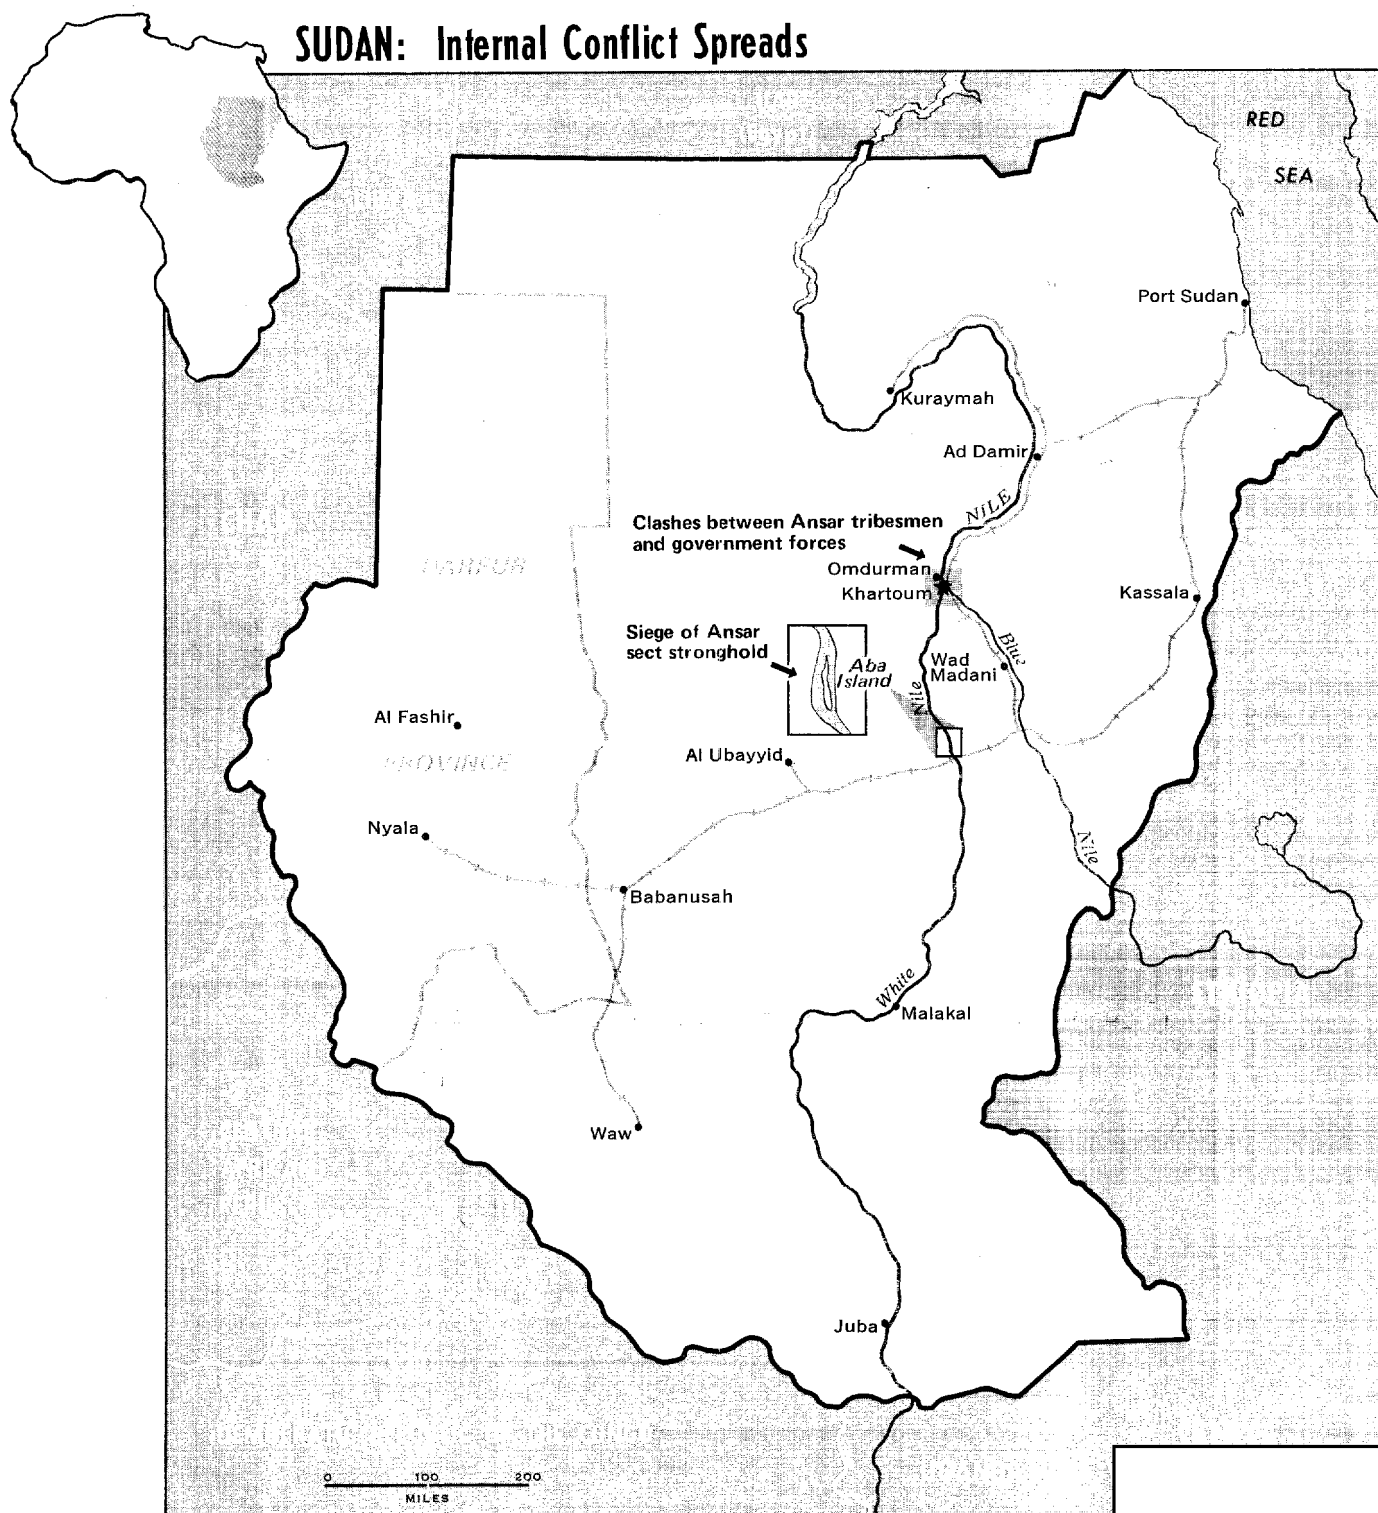 SUDAN: Internal Conflict Spreads
RED
SEA
Port Sudan
Kuraymah
Ad Damir
NiLE
Clashes between Ansar tribesmen
and government forces
Omdurman
Khartoum
Kassala
DARFUR
Siege of Ansar
sect stronghold
Aba
Island
Blue
Wad
Madani
Nile
Al Fashir
PROVINCE
Al Ubayyid
Nyala
Nile
Babanusah
White
Malakal
Waw
Juba
0 100 200
MILES